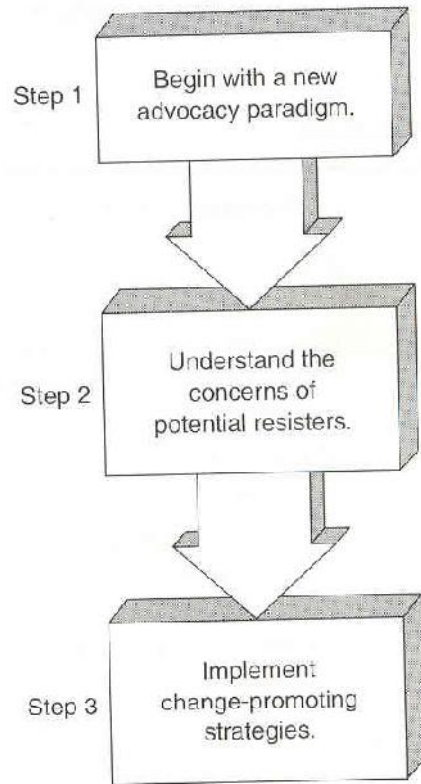 Step 1
Begin with a new
advocacy paradigm.
Step 2
Understand the
concerns of
potential resisters.
Step 3
Implement
change-promoting
strategies.